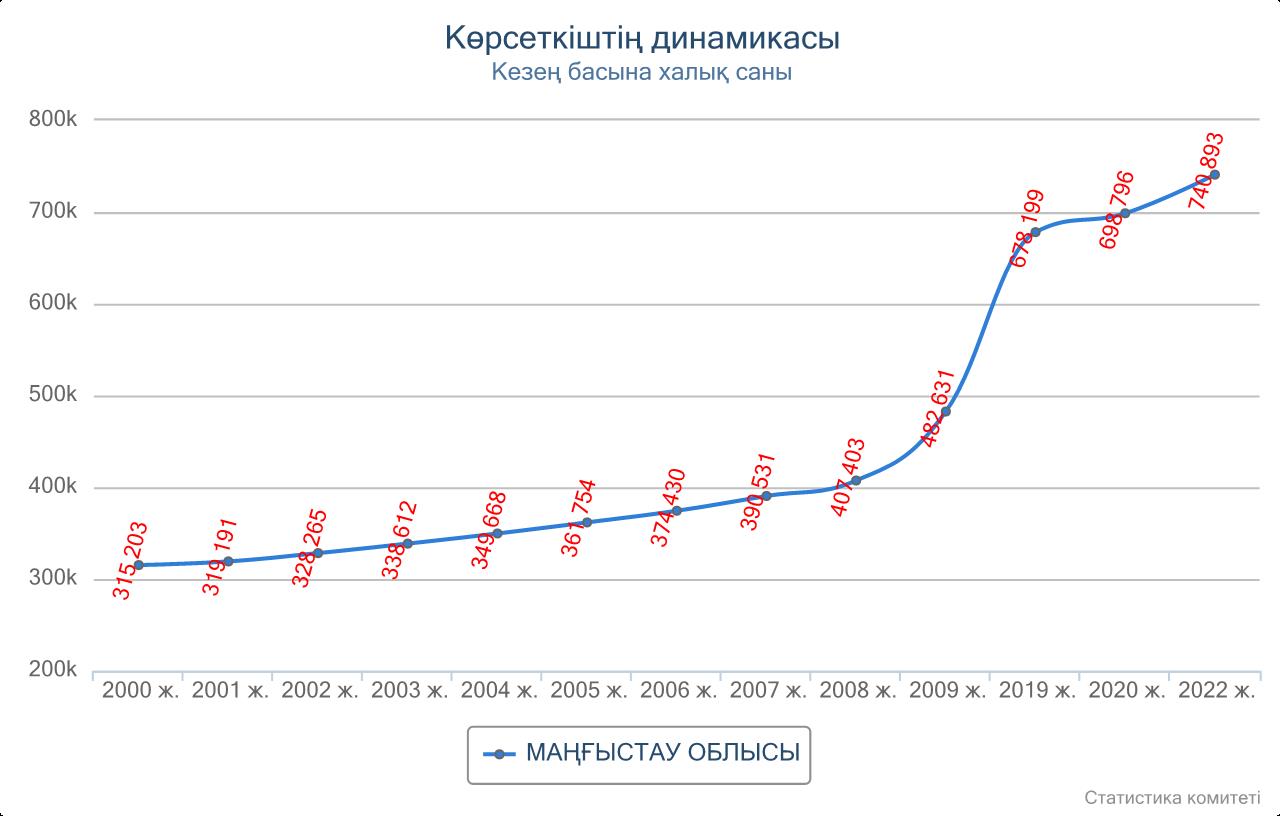 Көрсеткіштің динамикасы
Кезең басына халық саны
800k
700k
600k
500k
400k
300k
200k
315 203
319 191
328 265
338 612
349 668
361 754
374 430
390 531
407 403
482 631
678 199
698 796
740 893
2000 ж. 2001 ж. 2002 ж. 2003 ж. 2004 ж. 2005 ж. 2006 ж. 2007 ж. 2008 ж. 2009 ж. 2019 ж. 2020 ж. 2022 ж.
МАҢҒЫСТАУ ОБЛЫСЫ
Статистика комитеті